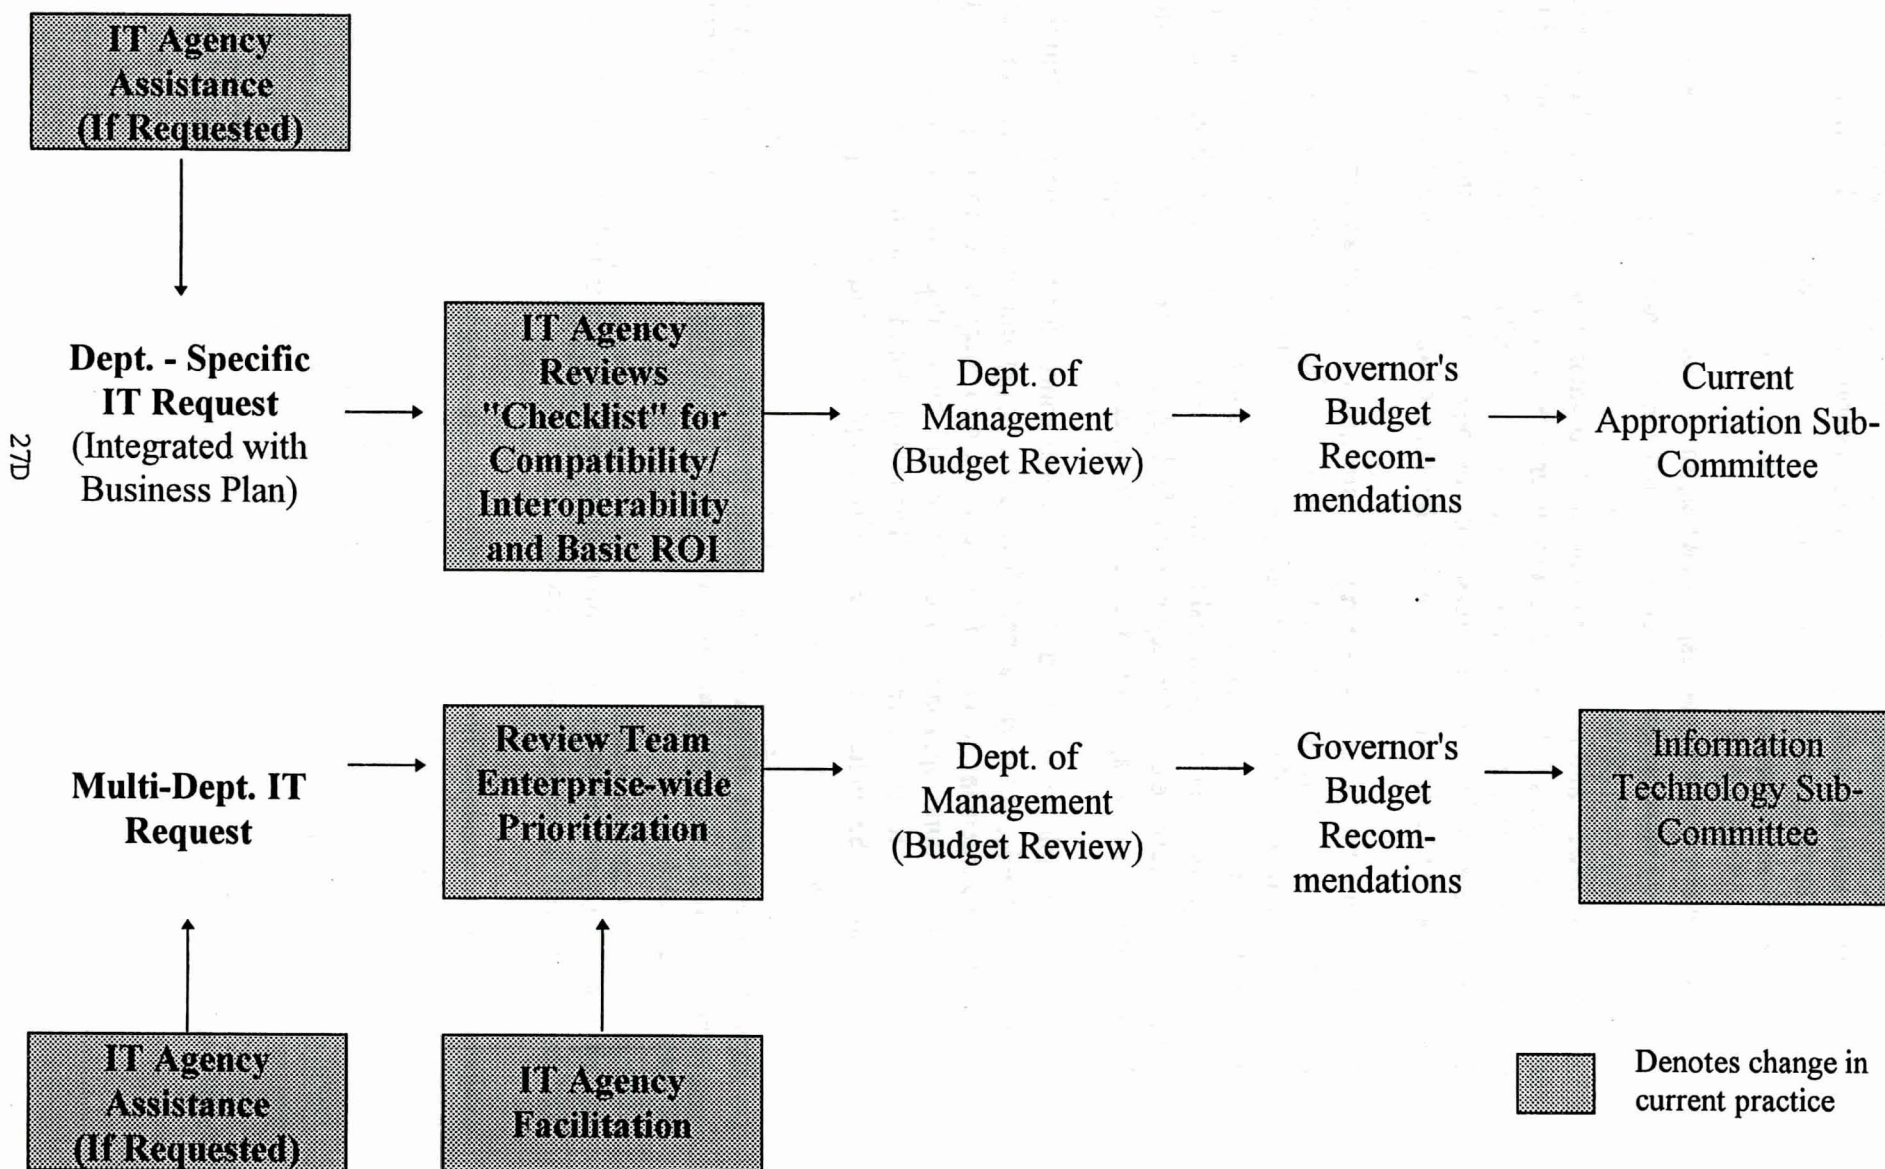 IT Agency
Assistance
(If Requested)
Dept. - Specific
IT Request
(Integrated with
Business Plan)
IT Agency
Reviews
"Checklist" for
Compatibility/
Interoperability
and Basic ROI
Dept. of
Management
(Budget Review)
Governor's
Budget
Recom-
mendations
Current
Appropriation Sub-
Committee
27D
Multi-Dept. IT
Request
Review Team
Enterprise-wide
Prioritization
Dept. of
Management
(Budget Review)
Governor's
Budget
Recom-
mendations
Information
Technology Sub-
Committee
IT Agency
Assistance
(If Requested)
IT Agency
Facilitation
Denotes change in
current practice